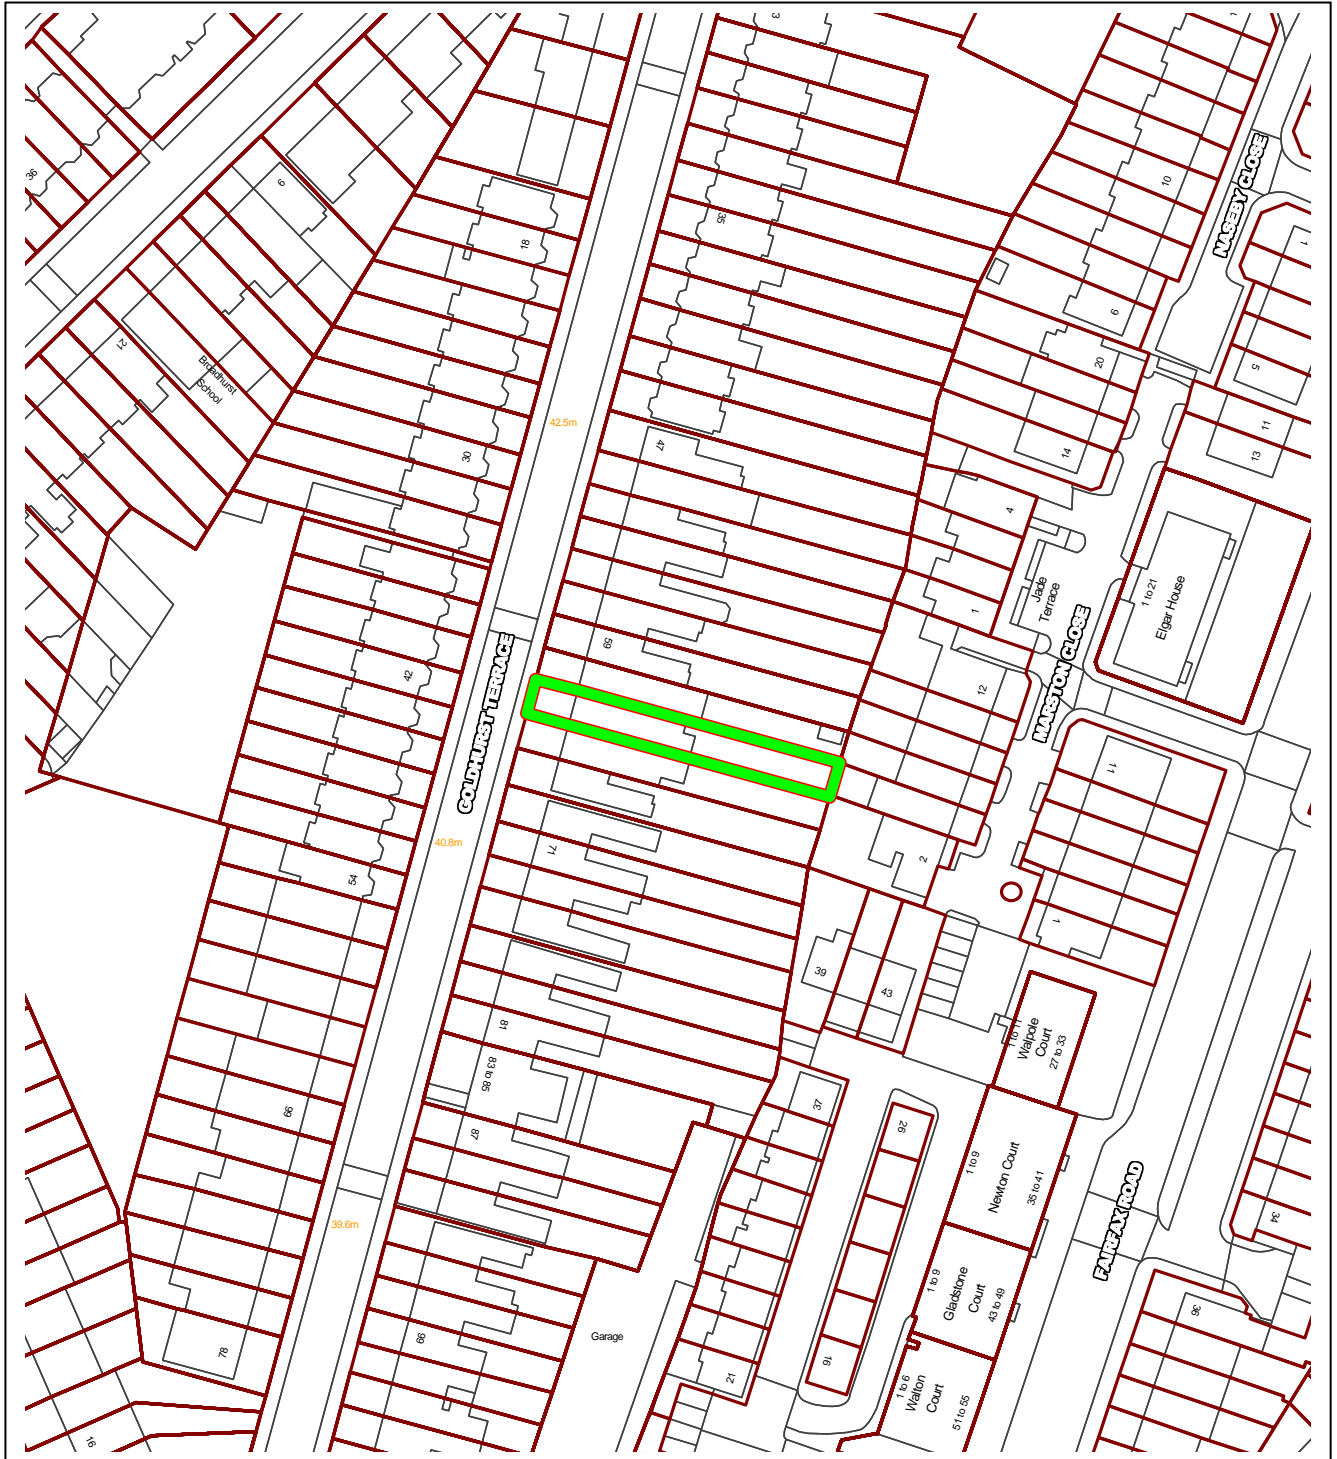 3
36
6
10
NASEBY CLOSE
35
18
1
6
20
21
Broadhurst
School
5
11
42.5m
47
14
13
30
4
1 to 21
Elgar House
Jade
Terrace
1
59
MARSTON CLOSE
42
12
GOLDHURST TERRACE
11
40.8m
71
2
54
1
39
43
81
1 to 11
Walpole
Court
27 to 33
83 to 85
37
66
26
87
1 to 9
Newton Court
35 to 41
FAIRFAX ROAD
34
39.6m
1 to 9
Gladstone
Court
43 to 49
36
Garage
99
78
16
21
1 to 6
Walton
Court
51 to 55
16